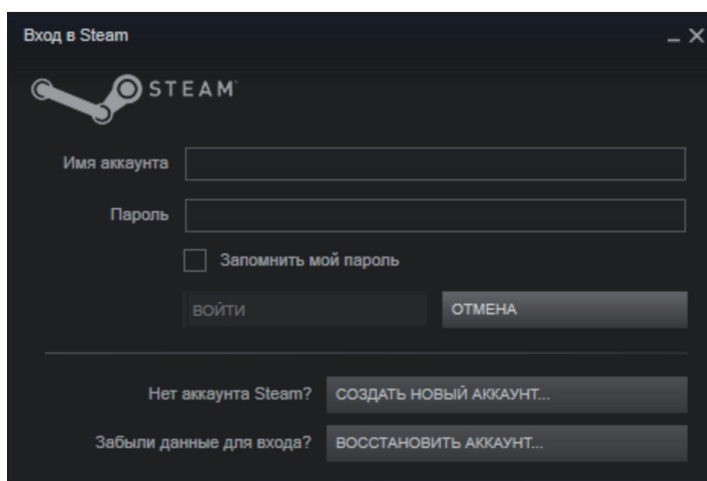 Вход в Steam
STEAM
Имя аккаунта
Пароль
Запомнить мой пароль
ВОЙТИ ОТМЕНА
Нет аккаунта Steam? СОЗДАТЬ НОВЫЙ АККАУНТ...
Забыли данные для входа? ВОССТАНОВИТЬ АККАУНТ...